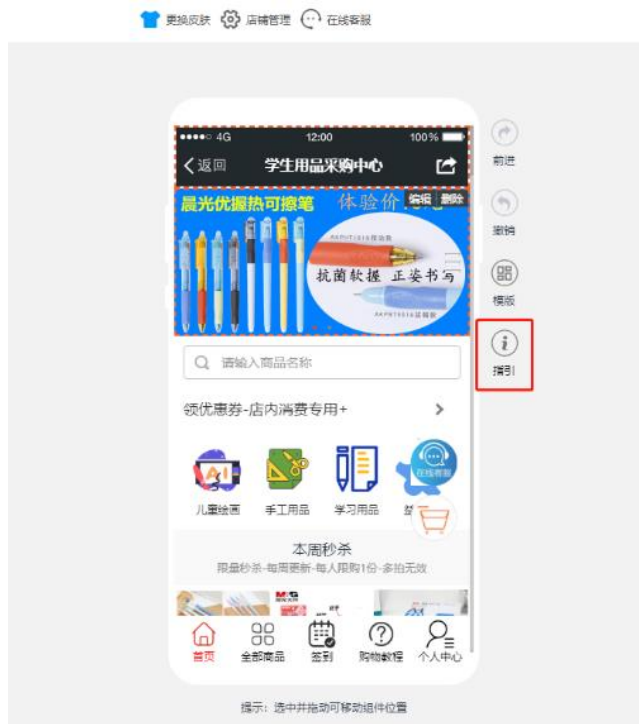 更换皮肤 店铺管理 在线客服
4G 12:00 100%
返回 学生用品采购中心
前进
晨光优握热可擦笔 体验价
编辑 删除
撤销
抗菌软握 正姿书写
模版
请输入商品名称
指引
领优惠券-店内消费专用+
在线客服
儿童绘画 手工用品 学习用品 益
本周秒杀
限量秒杀-每周更新-每人限购1份-多拍无效
M&G
首页 全部商品 签到 购物教程 个人中心
提示：选中并拖动可移动组件位置